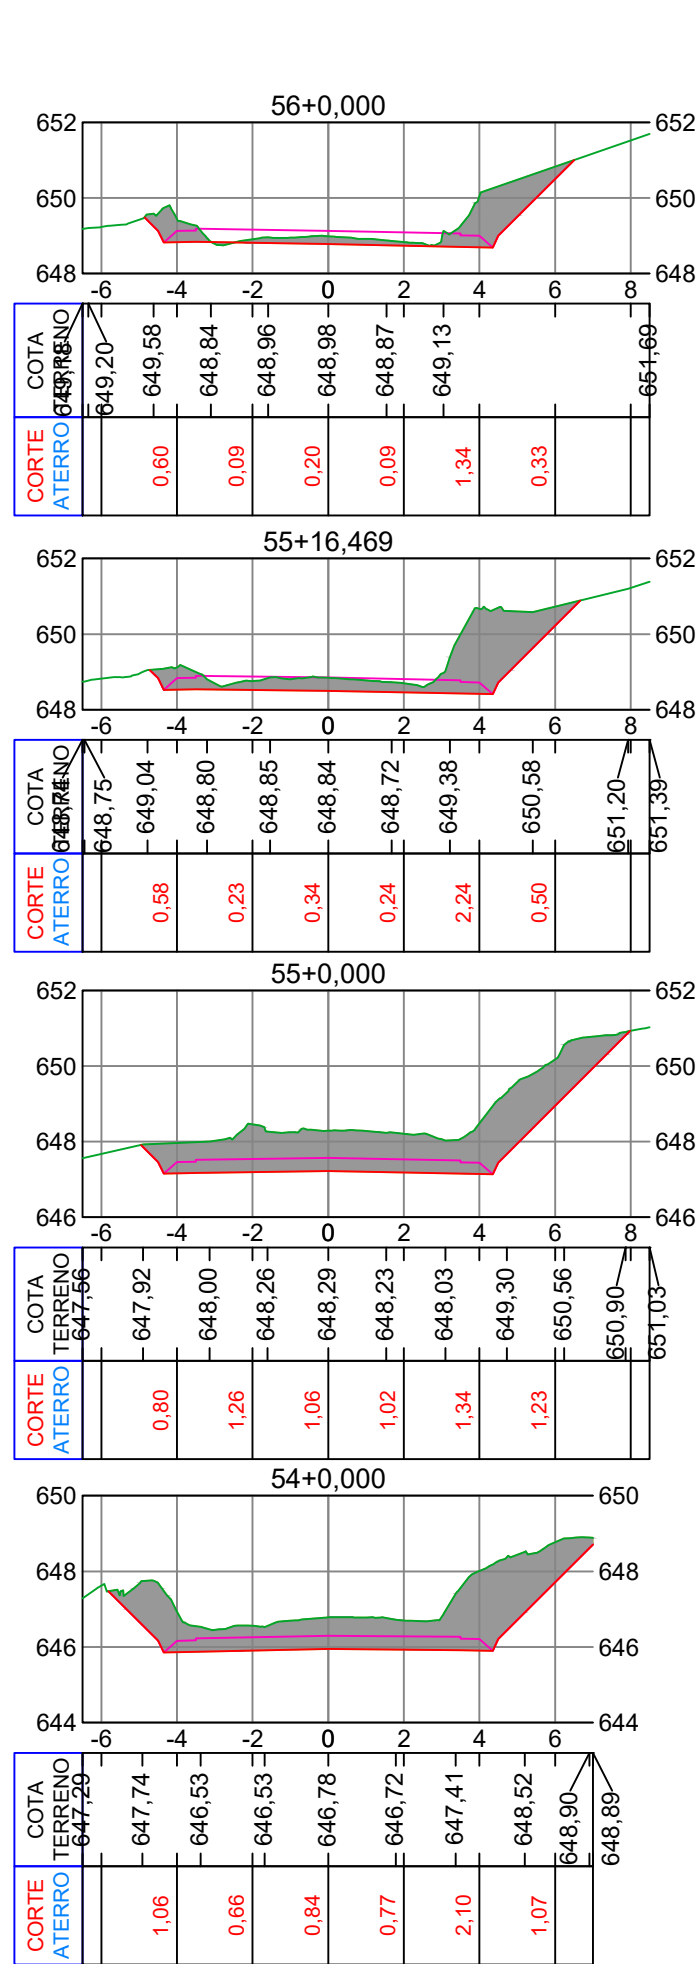 56+0,000
652 652
650 650
648 648
-6 -4 -2 0 2 4 6 8
COTA TERRENO
649,18 649,20 649,58 648,84 648,96 648,98 648,87 649,13 651,69
CORTE ATERRO
0,60 0,09 0,20 0,09 1,34 0,33
55+16,469
652 652
650 650
648 648
-6 -4 -2 0 2 4 6 8
COTA TERRENO
648,74 648,75 649,04 648,80 648,85 648,84 648,72 649,38 650,58 651,20 651,39
CORTE ATERRO
0,58 0,23 0,34 0,24 2,24 0,50
55+0,000
652 652
650 650
648 648
646 646
-6 -4 -2 0 2 4 6 8
COTA TERRENO
647,56 647,92 648,00 648,26 648,29 648,23 648,03 649,30 650,56 650,90 651,03
CORTE ATERRO
0,80 1,26 1,06 1,02 1,34 1,23
54+0,000
650 650
648 648
646 646
644 644
-6 -4 -2 0 2 4 6
COTA TERRENO
647,29 647,74 646,53 646,53 646,78 646,72 647,41 648,52 648,90 648,89
CORTE ATERRO
1,06 0,66 0,84 0,77 2,10 1,07